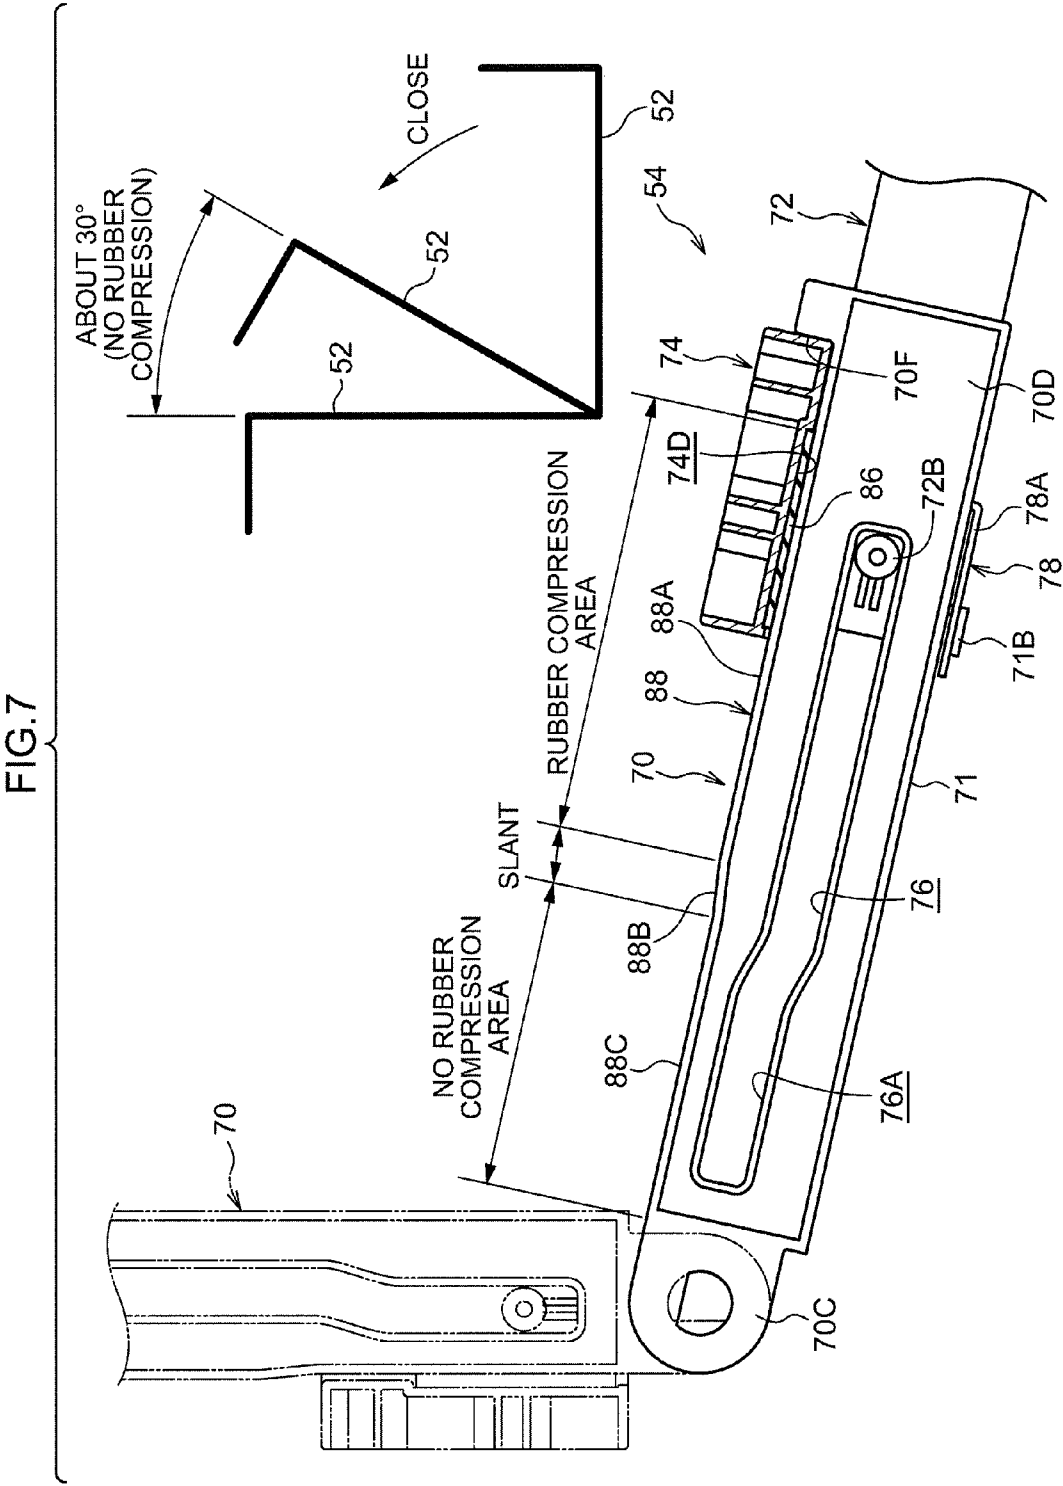 FIG.7
ABOUT 30°
(NO RUBBER
COMPRESSION)
CLOSE
52
52
52
54
72
74
70F
70D
74D
86
72B
78A
78
71B
RUBBER COMPRESSION
AREA
88A
88
70
71
SLANT
88B
76
NO RUBBER
COMPRESSION
AREA
88C
76A
70
70C